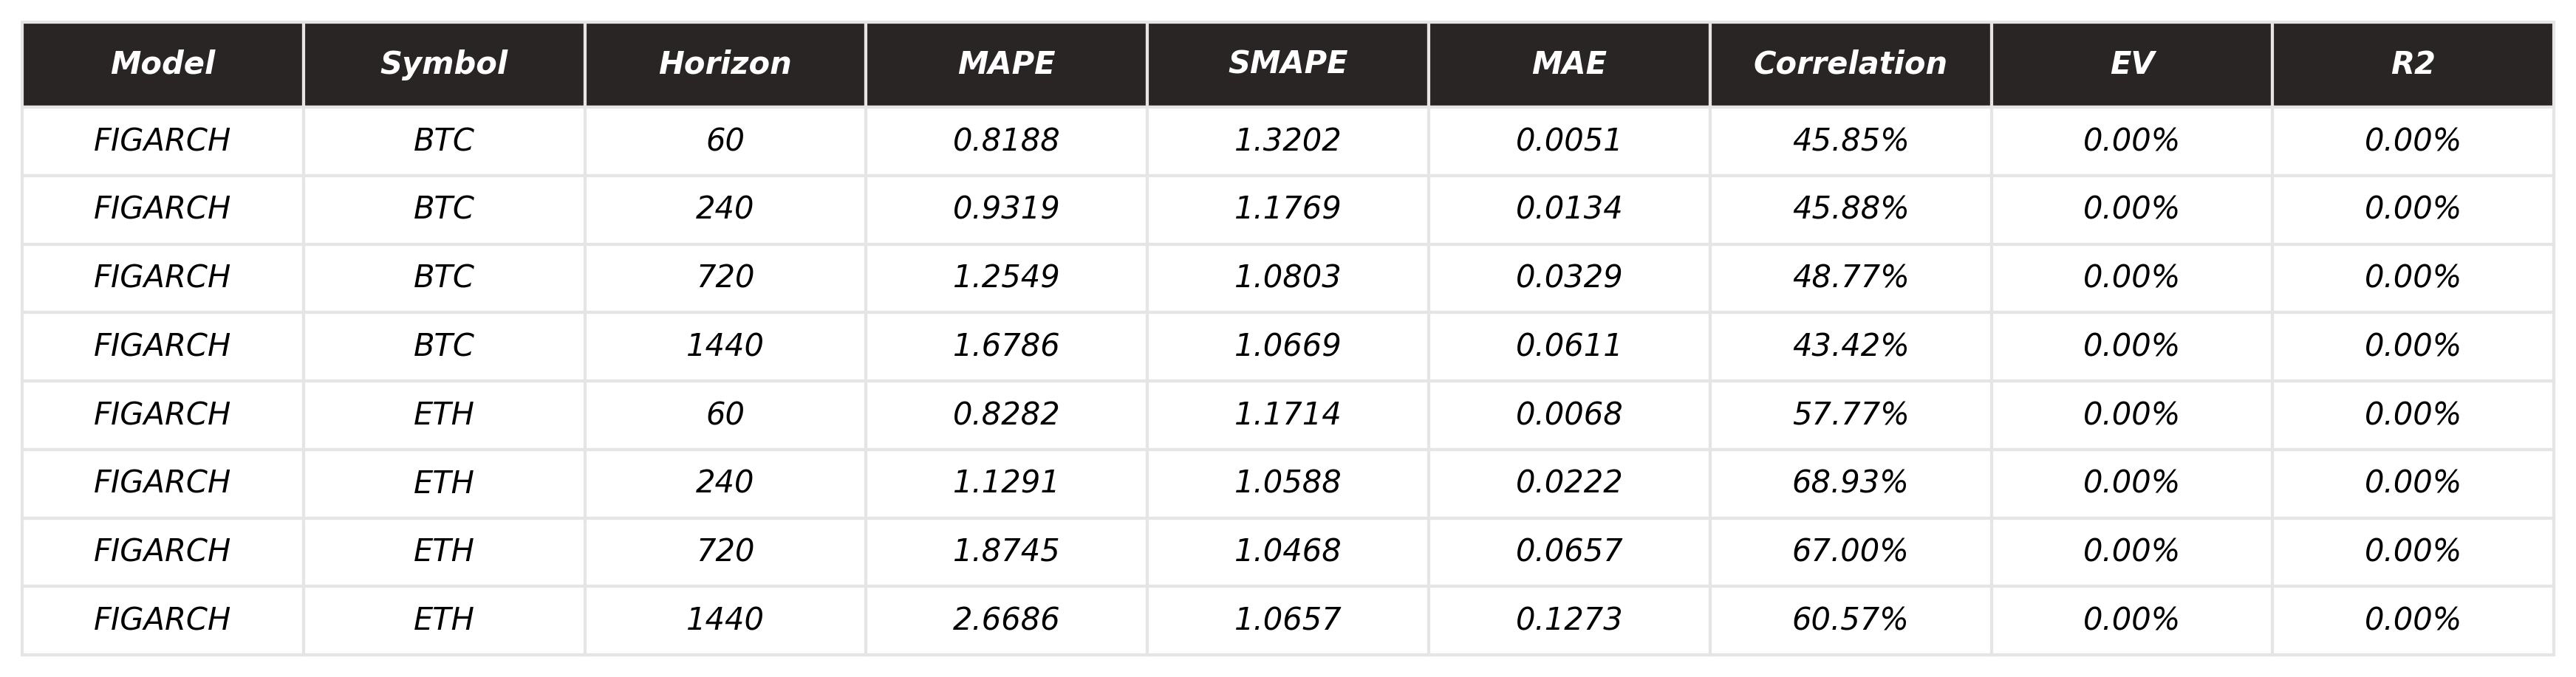 Model Symbol Horizon MAPE SMAPE MAE Correlation EV R2
FIGARCH BTC 60 0.8188 1.3202 0.0051 45.85% 0.00% 0.00%
FIGARCH BTC 240 0.9319 1.1769 0.0134 45.88% 0.00% 0.00%
FIGARCH BTC 720 1.2549 1.0803 0.0329 48.77% 0.00% 0.00%
FIGARCH BTC 1440 1.6786 1.0669 0.0611 43.42% 0.00% 0.00%
FIGARCH ETH 60 0.8282 1.1714 0.0068 57.77% 0.00% 0.00%
FIGARCH ETH 240 1.1291 1.0588 0.0222 68.93% 0.00% 0.00%
FIGARCH ETH 720 1.8745 1.0468 0.0657 67.00% 0.00% 0.00%
FIGARCH ETH 1440 2.6686 1.0657 0.1273 60.57% 0.00% 0.00%